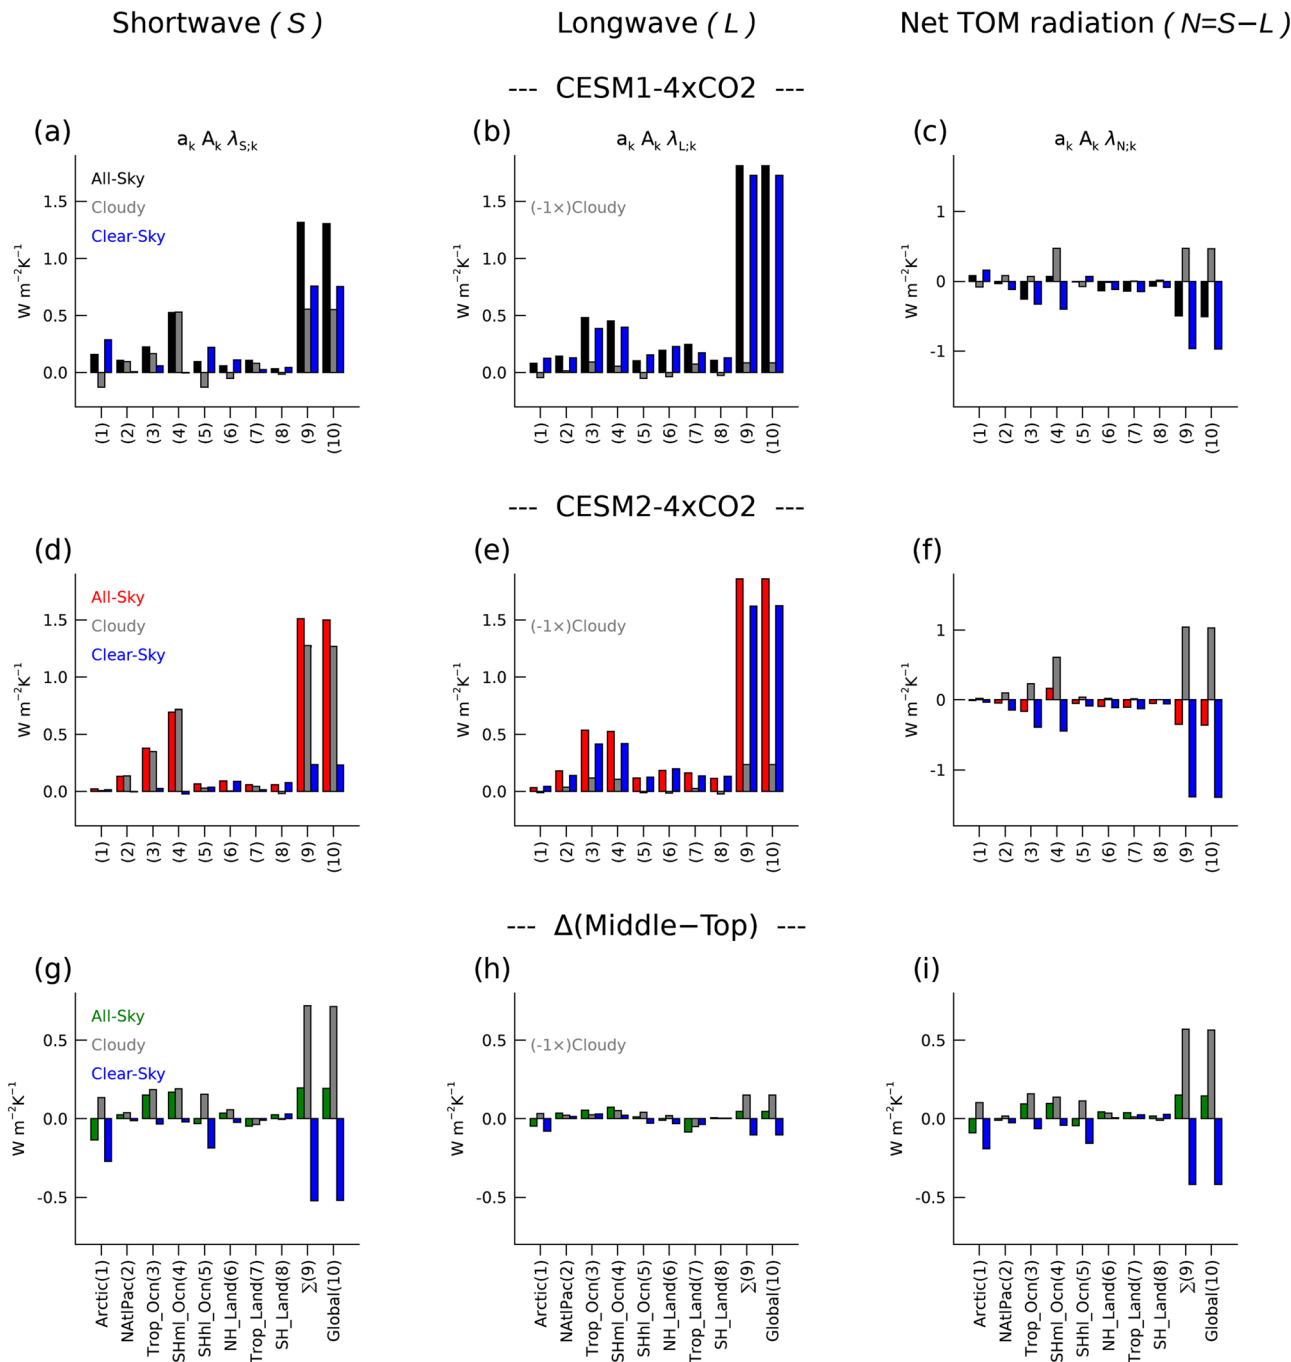 Shortwave ( S )
Longwave ( L )
Net TOM radiation ( N=S−L )
--- CESM1-4xCO2 ---
(a)
a_k A_k λ_S;k
W m⁻²K⁻¹
1.5
1.0
0.5
0.0
All-Sky
Cloudy
Clear-Sky
(1) (2) (3) (4) (5) (6) (7) (8) (9) (10)
(b)
a_k A_k λ_L;k
W m⁻²K⁻¹
1.5
1.0
0.5
0.0
(-1×)Cloudy
(1) (2) (3) (4) (5) (6) (7) (8) (9) (10)
(c)
a_k A_k λ_N;k
W m⁻²K⁻¹
1
0
-1
(1) (2) (3) (4) (5) (6) (7) (8) (9) (10)
--- CESM2-4xCO2 ---
(d)
W m⁻²K⁻¹
1.5
1.0
0.5
0.0
All-Sky
Cloudy
Clear-Sky
(1) (2) (3) (4) (5) (6) (7) (8) (9) (10)
(e)
W m⁻²K⁻¹
1.5
1.0
0.5
0.0
(-1×)Cloudy
(1) (2) (3) (4) (5) (6) (7) (8) (9) (10)
(f)
W m⁻²K⁻¹
1
0
-1
(1) (2) (3) (4) (5) (6) (7) (8) (9) (10)
--- Δ(Middle−Top) ---
(g)
W m⁻²K⁻¹
0.5
0.0
-0.5
All-Sky
Cloudy
Clear-Sky
Arctic(1)
NAtlPac(2)
Trop_Ocn(3)
SHml_Ocn(4)
SHhl_Ocn(5)
NH_Land(6)
Trop_Land(7)
SH_Land(8)
∑(9)
Global(10)
(h)
W m⁻²K⁻¹
0.5
0.0
-0.5
(-1×)Cloudy
Arctic(1)
NAtlPac(2)
Trop_Ocn(3)
SHml_Ocn(4)
SHhl_Ocn(5)
NH_Land(6)
Trop_Land(7)
SH_Land(8)
∑(9)
Global(10)
(i)
W m⁻²K⁻¹
0.5
0.0
-0.5
Arctic(1)
NAtlPac(2)
Trop_Ocn(3)
SHml_Ocn(4)
SHhl_Ocn(5)
NH_Land(6)
Trop_Land(7)
SH_Land(8)
∑(9)
Global(10)